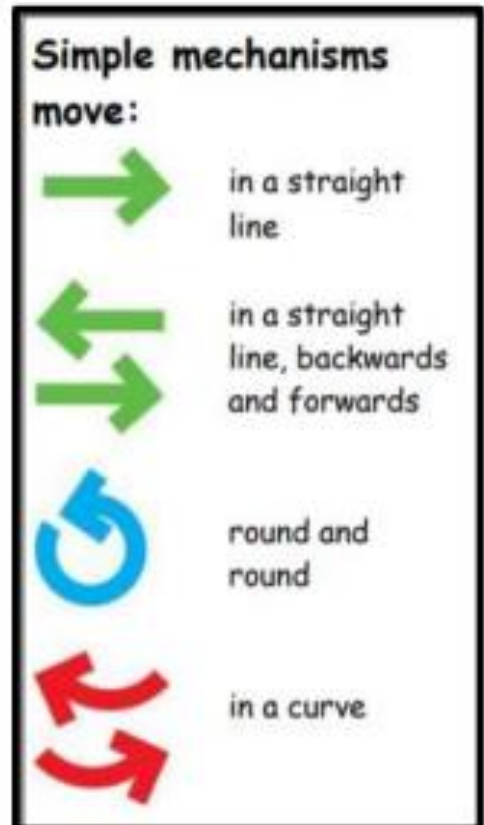 Simple mechanisms
move:
in a straight
line
in a straight
line, backwards
and forwards
round and
round
in a curve